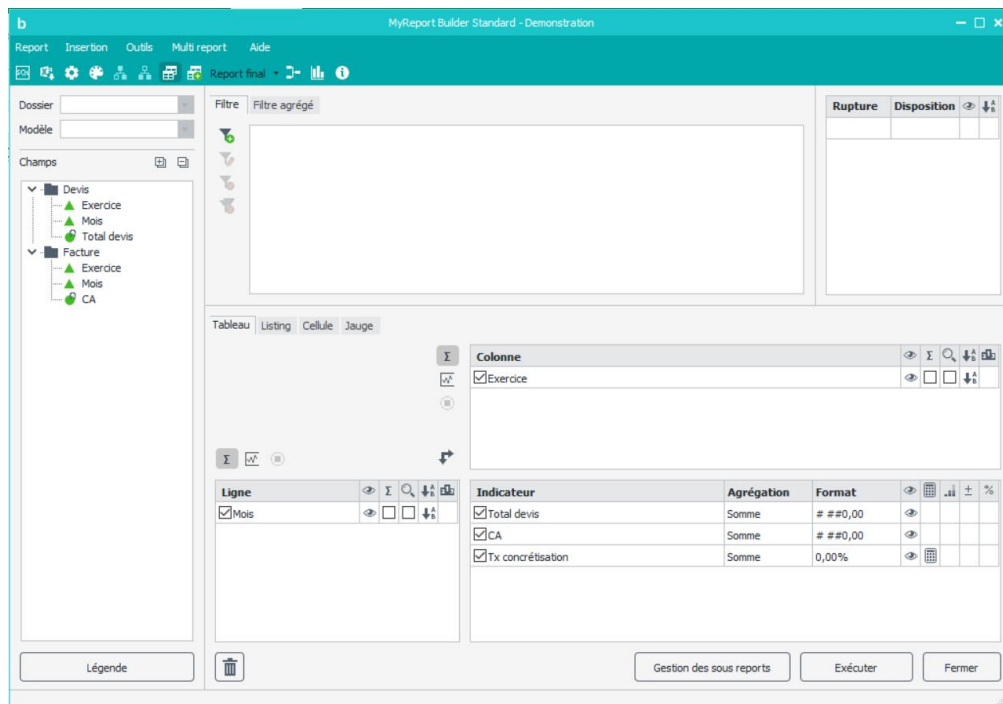 b MyReport Builder Standard - Demonstration
Report Insertion Outils Multi report Aide
Report final
Dossier
Modèle
Champs
Devis
Exercice
Mois
Total devis
Facture
Exercice
Mois
CA
Légende
Filtre Filtre agrégé
Rupture Disposition
Tableau Listing Cellule Jauge
Σ Colonne Σ
Exercice
Σ
Ligne Σ
Mois
Indicateur Agrégation Format ± %
Total devis Somme # ##0,00
CA Somme # ##0,00
Tx concrétisation Somme 0,00%
Gestion des sous reports Exécuter Fermer